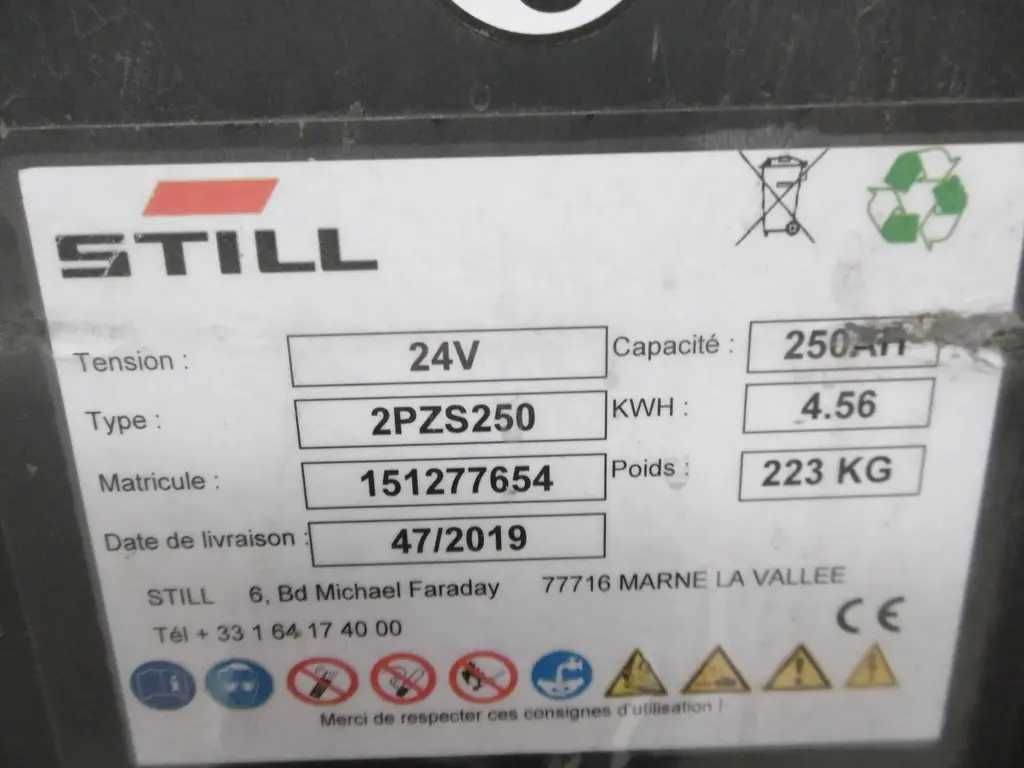 STILL
Tension : 24V Capacité : 250AH
Type : 2PZS250 KWH : 4.56
Matricule : 151277654 Poids : 223 KG
Date de livraison : 47/2019
STILL 6, Bd Michael Faraday 77716 MARNE LA VALLEE
Tél + 33 1 64 17 40 00
CE
Merci de respecter ces consignes d'utilisation !